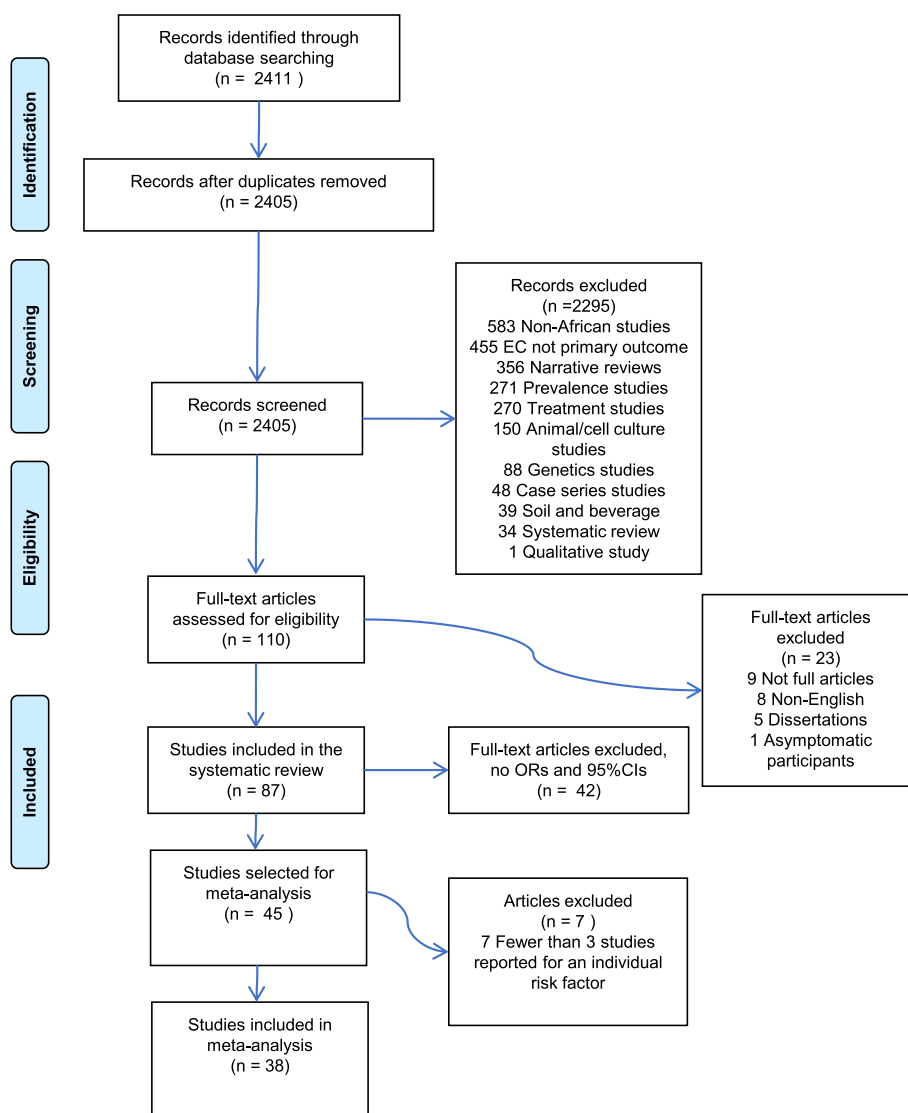 Identification
Records identified through
database searching
(n = 2411 )
Records after duplicates removed
(n = 2405)
Screening
Records screened
(n = 2405)
Records excluded
(n =2295)
583 Non-African studies
455 EC not primary outcome
356 Narrative reviews
271 Prevalence studies
270 Treatment studies
150 Animal/cell culture
studies
88 Genetics studies
48 Case series studies
39 Soil and beverage
34 Systematic review
1 Qualitative study
Eligibility
Full-text articles
assessed for eligibility
(n = 110)
Full-text articles
excluded
(n = 23)
9 Not full articles
8 Non-English
5 Dissertations
1 Asymptomatic
participants
Included
Studies included in the
systematic review
(n = 87)
Full-text articles excluded,
no ORs and 95%CIs
(n = 42)
Studies selected for
meta-analysis
(n = 45 )
Articles excluded
(n = 7 )
7 Fewer than 3 studies
reported for an individual
risk factor
Studies included in
meta-analysis
(n = 38)